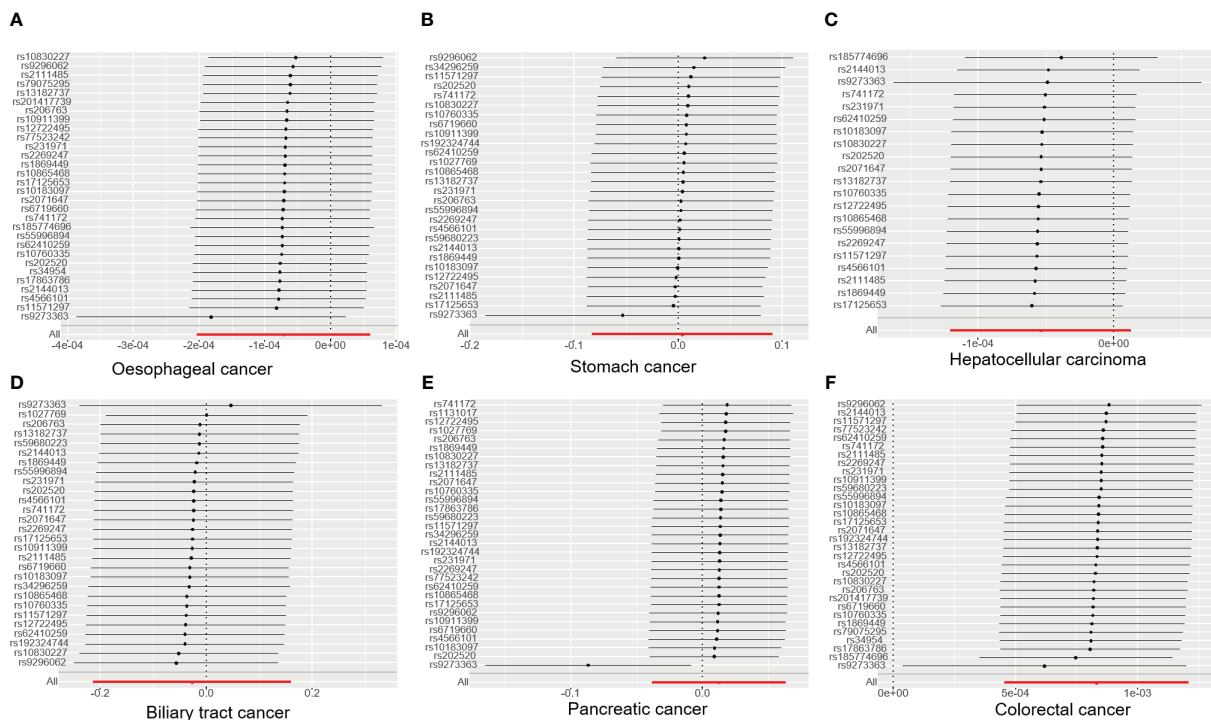 A
rs10830227
rs9296062
rs2111485
rs79075295
rs13182737
rs201417739
rs206763
rs10911399
rs12722495
rs77523242
rs231971
rs2269247
rs1869449
rs10865468
rs17125653
rs10183097
rs2071647
rs6719660
rs741172
rs185774696
rs55996894
rs62410259
rs10760335
rs202520
rs34954
rs17863786
rs2144013
rs4566101
rs11571297
rs9273363
All
-4e-04 -3e-04 -2e-04 -1e-04 0e+00 1e-04
Oesophageal cancer
B
rs9296062
rs34296259
rs11571297
rs202520
rs741172
rs10830227
rs10760335
rs6719660
rs10911399
rs192324744
rs62410259
rs1027769
rs10865468
rs13182737
rs231971
rs206763
rs55996894
rs2269247
rs4566101
rs59680223
rs2144013
rs1869449
rs10183097
rs12722495
rs2071647
rs2111485
rs17125653
rs9273363
All
-0.2 -0.1 0.0 0.1
Stomach cancer
C
rs185774696
rs2144013
rs9273363
rs741172
rs231971
rs62410259
rs10183097
rs10830227
rs202520
rs2071647
rs13182737
rs10760335
rs12722495
rs10865468
rs55996894
rs2269247
rs11571297
rs4566101
rs2111485
rs1869449
rs17125653
All
-1e-04 0e+00
Hepatocellular carcinoma
D
rs9273363
rs1027769
rs206763
rs13182737
rs59680223
rs2144013
rs1869449
rs55996894
rs231971
rs202520
rs4566101
rs741172
rs2071647
rs2269247
rs17125653
rs10911399
rs2111485
rs6719660
rs10183097
rs34296259
rs10865468
rs10760335
rs11571297
rs12722495
rs62410259
rs192324744
rs10830227
rs9296062
All
-0.2 0.0 0.2
Biliary tract cancer
E
rs741172
rs1131017
rs12722495
rs1027769
rs206763
rs1869449
rs10830227
rs13182737
rs2111485
rs2071647
rs10760335
rs55996894
rs17863786
rs59680223
rs11571297
rs34296259
rs2144013
rs192324744
rs231971
rs2269247
rs77523242
rs62410259
rs10865468
rs17125653
rs9296062
rs10911399
rs6719660
rs4566101
rs10183097
rs202520
rs9273363
All
-0.1 0.0
Pancreatic cancer
F
rs9296062
rs2144013
rs11571297
rs77523242
rs62410259
rs741172
rs2111485
rs2269247
rs231971
rs10911399
rs59680223
rs55996894
rs10183097
rs10865468
rs17125653
rs2071647
rs192324744
rs13182737
rs12722495
rs4566101
rs202520
rs10830227
rs206763
rs201417739
rs6719660
rs10760335
rs1869449
rs79075295
rs34954
rs17863786
rs185774696
rs9273363
All
0e+00 5e-04 1e-03
Colorectal cancer